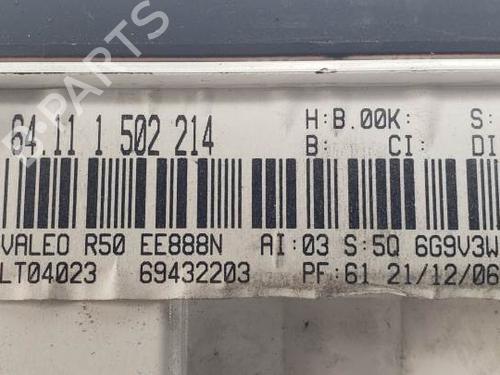 64.11 1 502 214
H:B.00K: S:
B: CI: DI
VALEO R50 EE888N AI:03 S:5Q 6G9V3W
LT04023 69432203 PF:61 21/12/06